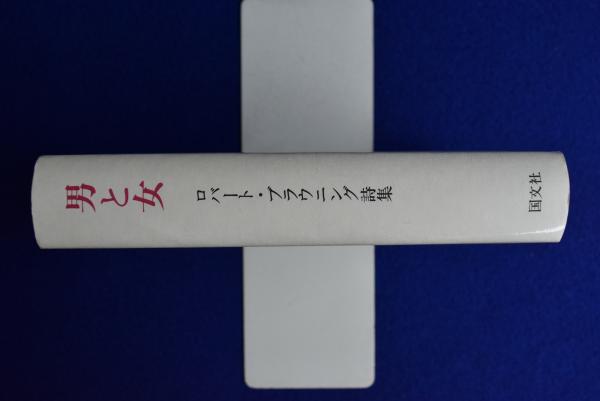 男と女
ロバート・ブラウニング詩集
国文社